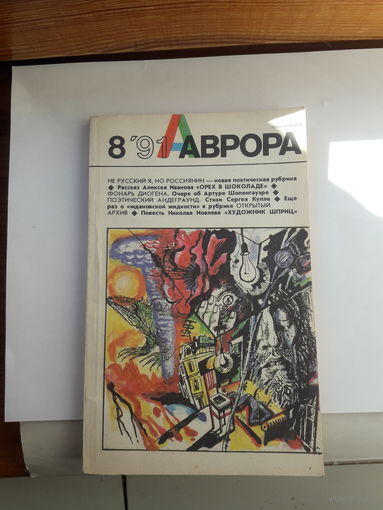 8 '91 АВРОРА
НЕ РУССКИЙ Я, НО РОССИЯНИН — новая поэтическая рубрика
◆ Рассказ Алексея Иванова «ОРЕХ В ШОКОЛАДЕ» ◆
ФОНАРЬ ДИОГЕНА. Очерк об Артуре Шопенгауэре ◆
ПОЭТИЧЕСКИЙ АНДЕГРАУНД. Стихи Сергея Кулле ◆ Еще
раз о «ждановской жидкости» в рубрике ОТКРЫТЫЙ
АРХИВ ◆ Повесть Николая Иовлева «ХУДОЖНИК ШПРИЦ»